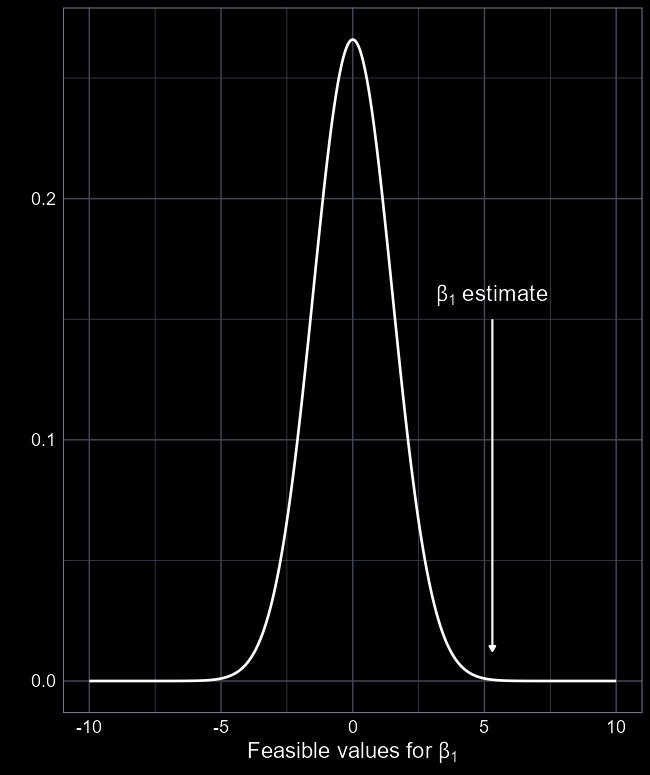 0.2
β₁ estimate
0.1
0.0
-10 -5 0 5 10
Feasible values for β₁